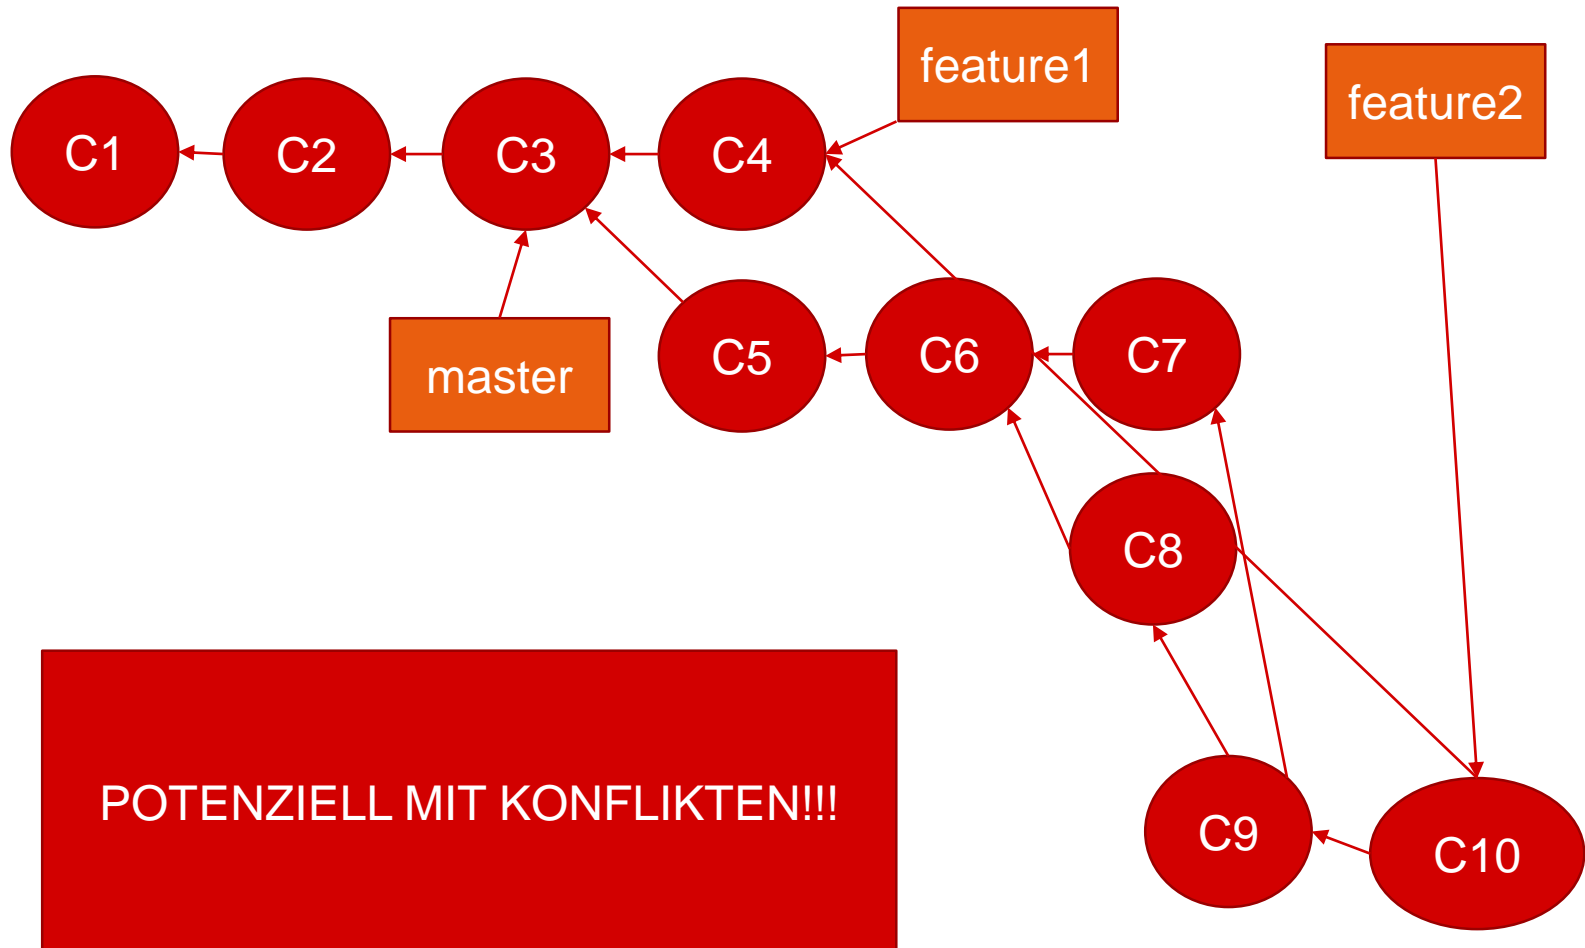 feature1
feature2
C1
C2
C3
C4
master
C5
C6
C7
C8
POTENZIELL MIT KONFLIKTEN!!!
C9
C10